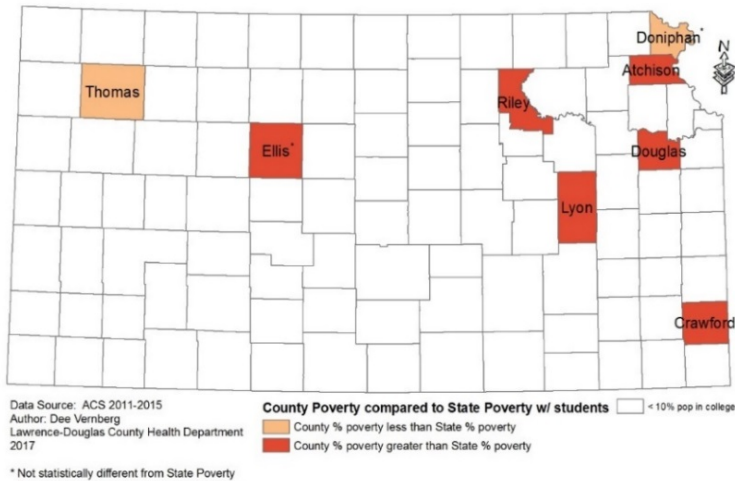 Doniphan*
N
Atchison
Thomas
Riley
Ellis*
Douglas
Lyon
Crawford
Data Source: ACS 2011-2015
Author: Dee Vernberg
Lawrence-Douglas County Health Department
2017
* Not statistically different from State Poverty
County Poverty compared to State Poverty w/ students
< 10% pop in college
County % poverty less than State % poverty
County % poverty greater than State % poverty